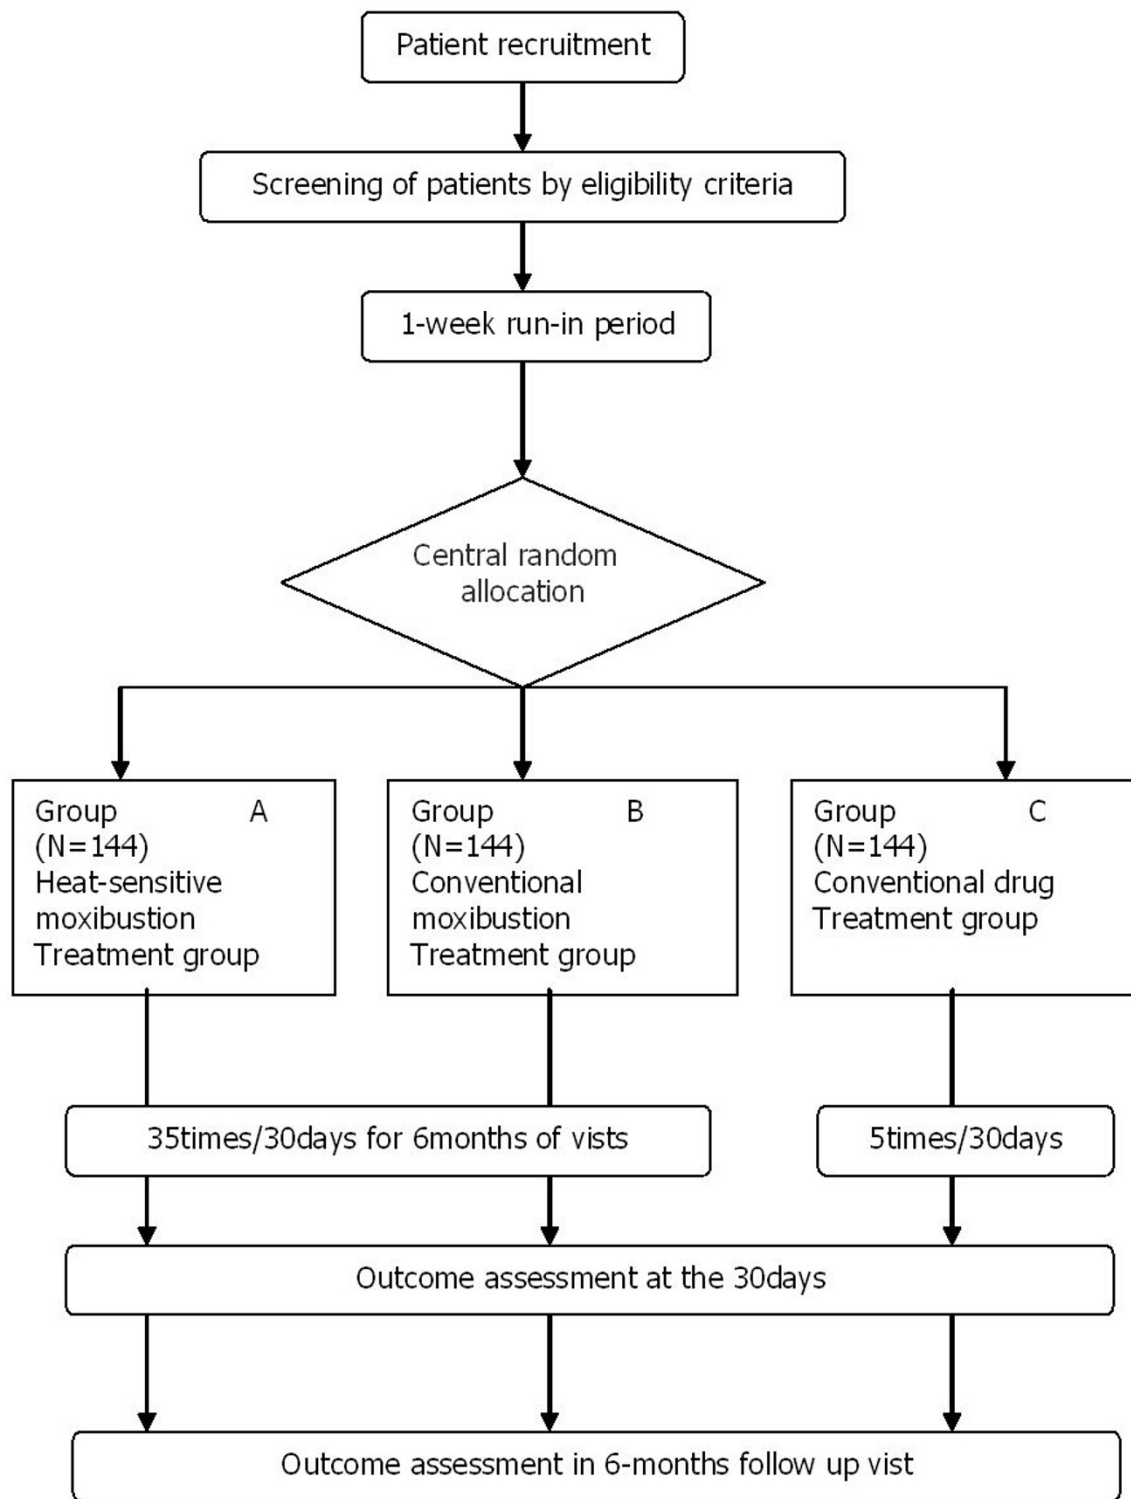 Patient recruitment
Screening of patients by eligibility criteria
1-week run-in period
Central random
allocation
Group A
(N=144)
Heat-sensitive
moxibustion
Treatment group
Group B
(N=144)
Conventional
moxibustion
Treatment group
Group C
(N=144)
Conventional drug
Treatment group
35times/30days for 6months of vists
5times/30days
Outcome assessment at the 30days
Outcome assessment in 6-months follow up vist